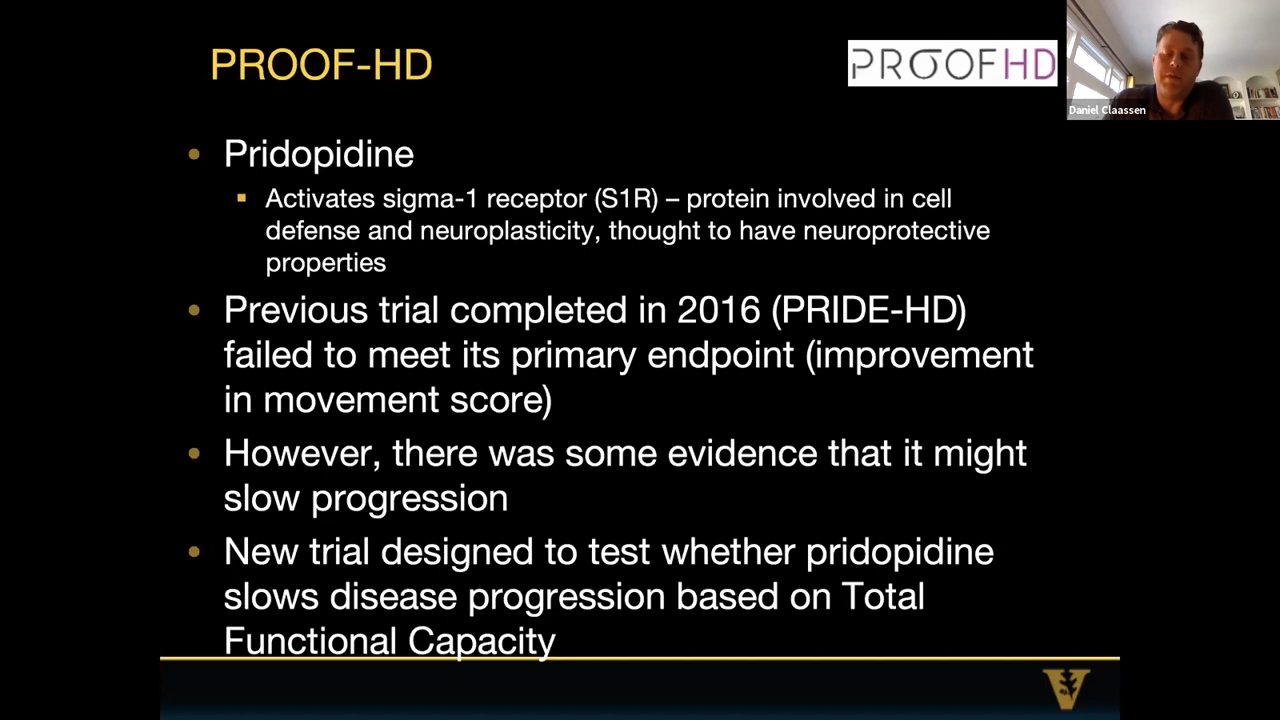 PROOF-HD
PROOFHD
Daniel Claassen
Pridopidine
Activates sigma-1 receptor (S1R) – protein involved in cell
defense and neuroplasticity, thought to have neuroprotective
properties
Previous trial completed in 2016 (PRIDE-HD)
failed to meet its primary endpoint (improvement
in movement score)
However, there was some evidence that it might
slow progression
New trial designed to test whether pridopidine
slows disease progression based on Total
Functional Capacity
V